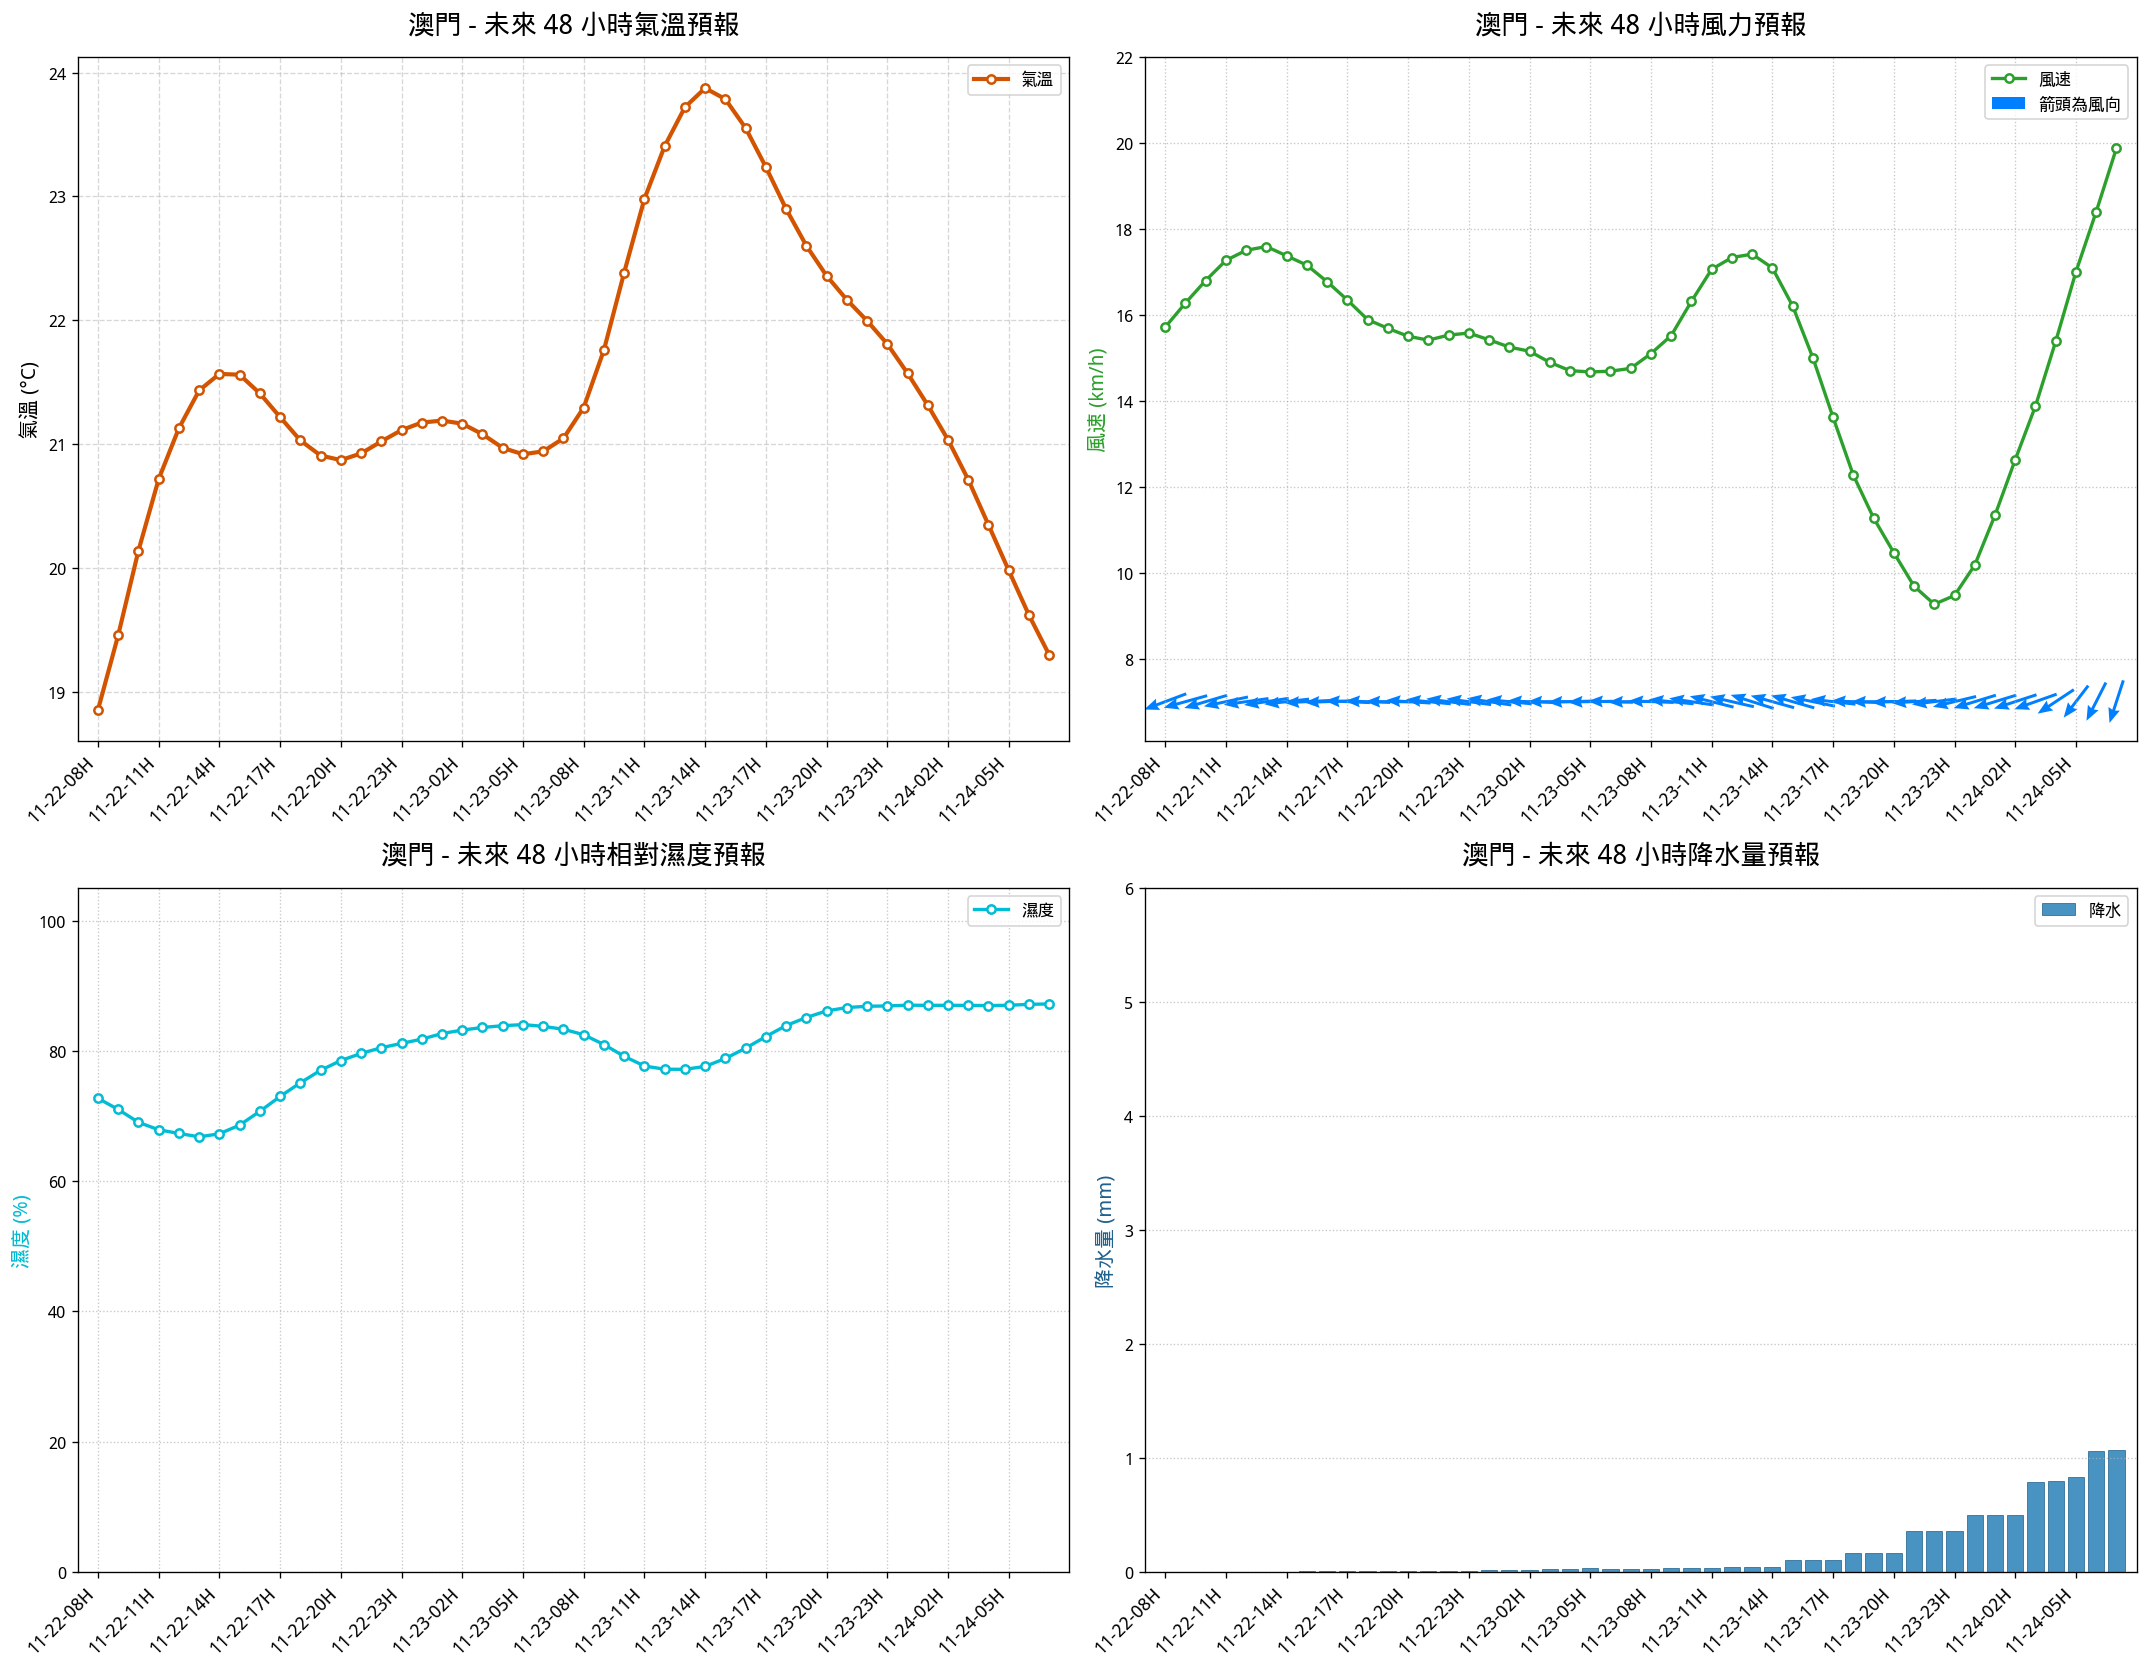 澳門 - 未來 48 小時氣溫預報
氣溫 (°C)
24
23
22
21
20
19
氣溫
11-22-08H
11-22-11H
11-22-14H
11-22-17H
11-22-20H
11-22-23H
11-23-02H
11-23-05H
11-23-08H
11-23-11H
11-23-14H
11-23-17H
11-23-20H
11-23-23H
11-24-02H
11-24-05H
澳門 - 未來 48 小時風力預報
風速 (km/h)
22
20
18
16
14
12
10
8
風速
箭頭為風向
11-22-08H
11-22-11H
11-22-14H
11-22-17H
11-22-20H
11-22-23H
11-23-02H
11-23-05H
11-23-08H
11-23-11H
11-23-14H
11-23-17H
11-23-20H
11-23-23H
11-24-02H
11-24-05H
澳門 - 未來 48 小時相對濕度預報
濕度 (%)
100
80
60
40
20
0
濕度
11-22-08H
11-22-11H
11-22-14H
11-22-17H
11-22-20H
11-22-23H
11-23-02H
11-23-05H
11-23-08H
11-23-11H
11-23-14H
11-23-17H
11-23-20H
11-23-23H
11-24-02H
11-24-05H
澳門 - 未來 48 小時降水量預報
降水量 (mm)
6
5
4
3
2
1
0
降水
11-22-08H
11-22-11H
11-22-14H
11-22-17H
11-22-20H
11-22-23H
11-23-02H
11-23-05H
11-23-08H
11-23-11H
11-23-14H
11-23-17H
11-23-20H
11-23-23H
11-24-02H
11-24-05H